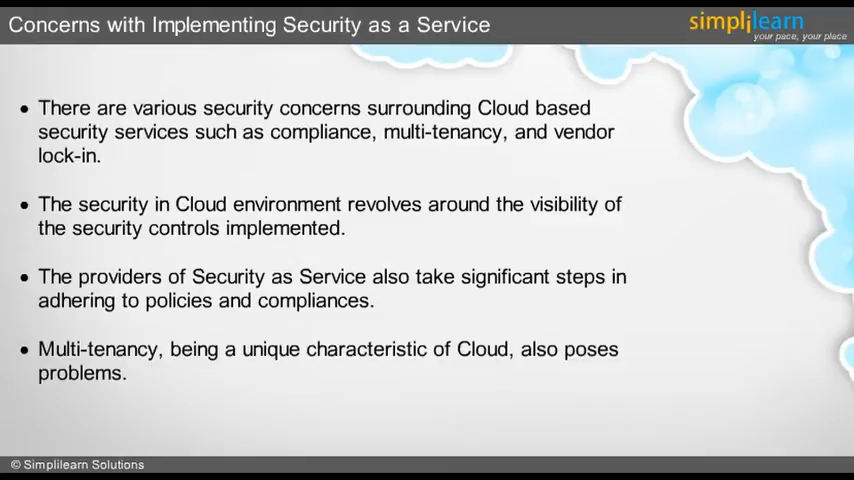 Concerns with Implementing Security as a Service
simplilearn
your pace, your place
• There are various security concerns surrounding Cloud based
security services such as compliance, multi-tenancy, and vendor
lock-in.
• The security in Cloud environment revolves around the visibility of
the security controls implemented.
• The providers of Security as Service also take significant steps in
adhering to policies and compliances.
• Multi-tenancy, being a unique characteristic of Cloud, also poses
problems.
© Simplilearn Solutions